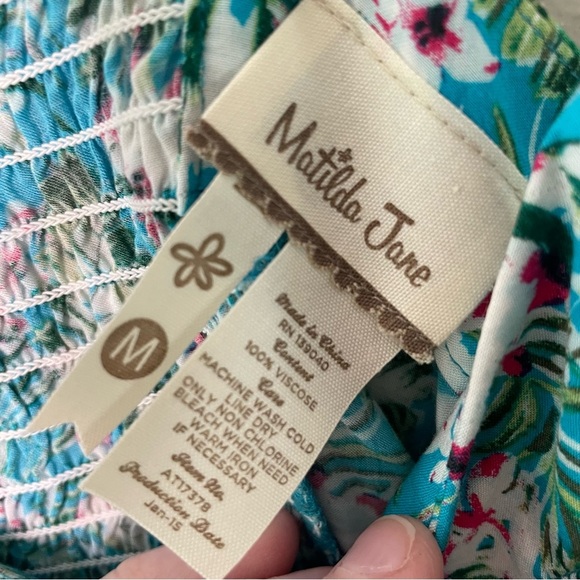 Matilda Jane
M
Made in China
RN 139040
Content
100% VISCOSE
Care
MACHINE WASH COLD
LINE DRY
ONLY NON CHLORINE
BLEACH WHEN NEED
WARM IRON
IF NECESSARY
Item No.
AT17378
Production Date
Jan-15